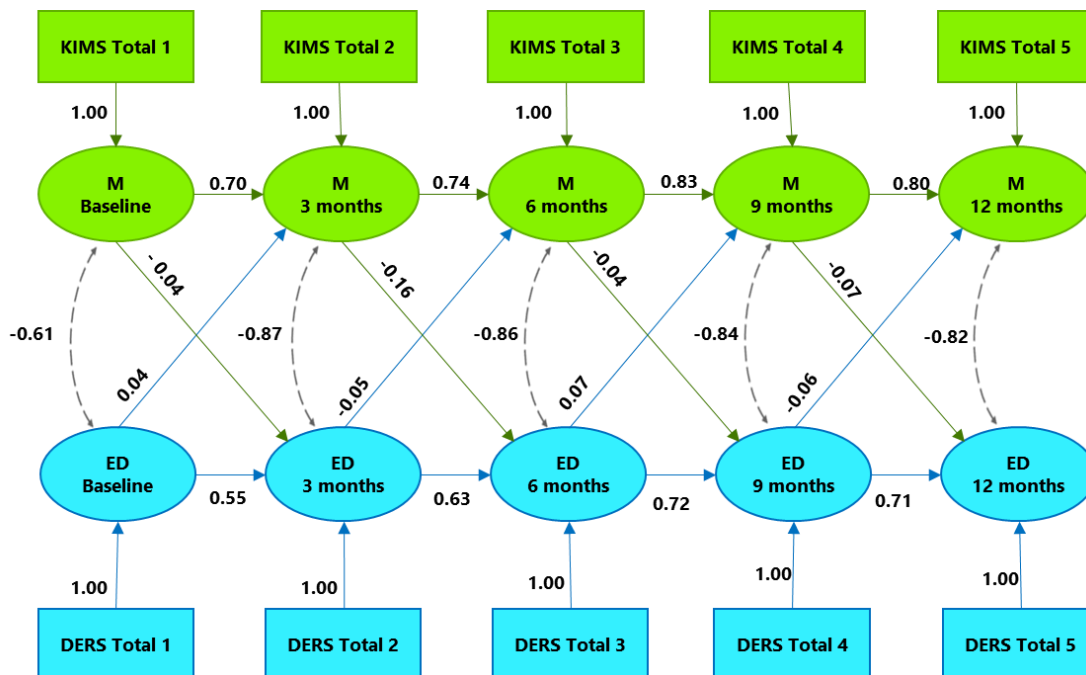 KIMS Total 1
KIMS Total 2
KIMS Total 3
KIMS Total 4
KIMS Total 5
1.00
1.00
1.00
1.00
1.00
M
Baseline
0.70
M
3 months
0.74
M
6 months
0.83
M
9 months
0.80
M
12 months
- 0.04
-0.16
-0.04
-0.07
-0.61
-0.87
-0.86
-0.84
-0.82
0.04
-0.05
0.07
-0.06
ED
Baseline
0.55
ED
3 months
0.63
ED
6 months
0.72
ED
9 months
0.71
ED
12 months
1.00
1.00
1.00
1.00
1.00
DERS Total 1
DERS Total 2
DERS Total 3
DERS Total 4
DERS Total 5